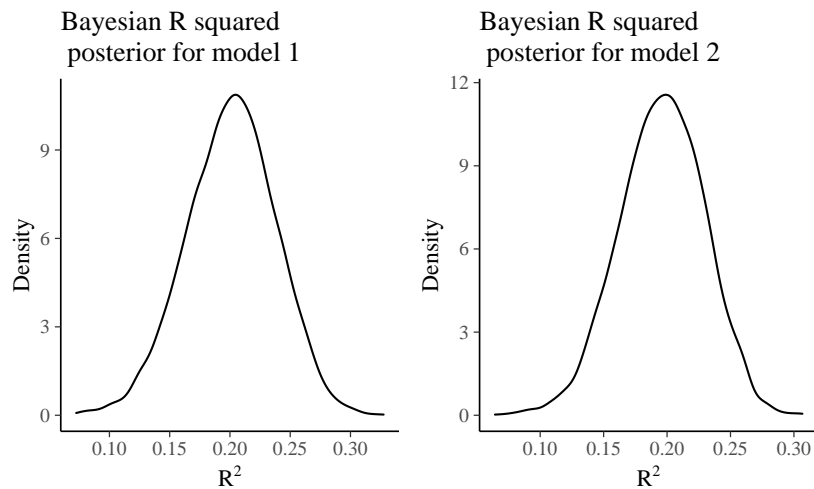 Bayesian R squared
posterior for model 1
Density
9
6
3
0
0.10 0.15 0.20 0.25 0.30
R²
Bayesian R squared
posterior for model 2
Density
12
9
6
3
0
0.10 0.15 0.20 0.25 0.30
R²